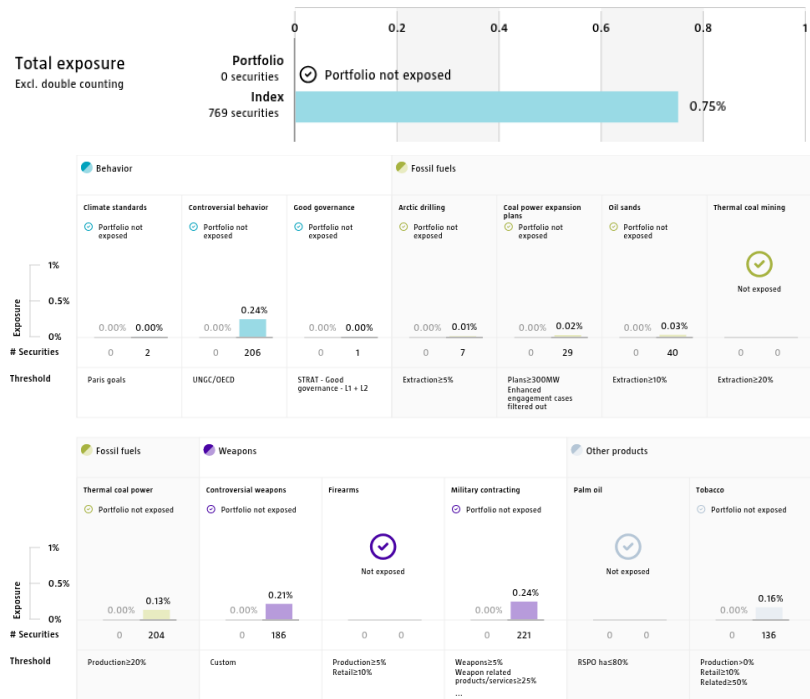 0 0.2 0.4 0.6 0.8 1
Total exposure
Excl. double counting
Portfolio
0 securities
Portfolio not exposed
Index
769 securities
0.75%
Behavior
Fossil fuels
Climate standards
Controversial behavior
Good governance
Arctic drilling
Coal power expansion
plans
Oil sands
Thermal coal mining
Portfolio not
exposed
Portfolio not
exposed
Portfolio not
exposed
Portfolio not
exposed
Portfolio not
exposed
Portfolio not
exposed
Not exposed
Exposure
1%
0.5%
0%
0.00% 0.00%
0.00% 0.24%
0.00% 0.00%
0.00% 0.01%
0.00% 0.02%
0.00% 0.03%
# Securities
0 2
0 206
0 1
0 7
0 29
0 40
0 0
Threshold
Paris goals
UNGC/OECD
STRAT - Good
governance - L1 + L2
Extraction≥5%
Plans≥300MW
Enhanced
engagement cases
filtered out
Extraction≥10%
Extraction≥20%
Fossil fuels
Weapons
Other products
Thermal coal power
Controversial weapons
Firearms
Military contracting
Palm oil
Tobacco
Portfolio not exposed
Portfolio not exposed
Not exposed
Portfolio not exposed
Not exposed
Portfolio not exposed
Exposure
1%
0.5%
0%
0.00% 0.13%
0.00% 0.21%
0.00% 0.24%
0.00% 0.16%
# Securities
0 204
0 186
0 0
0 221
0 0
0 136
Threshold
Production≥20%
Custom
Production≥5%
Retail≥10%
Weapons≥5%
Weapon related
products/services≥25%
...
RSPO ha≤80%
Production>0%
Retail≥10%
Related≥50%